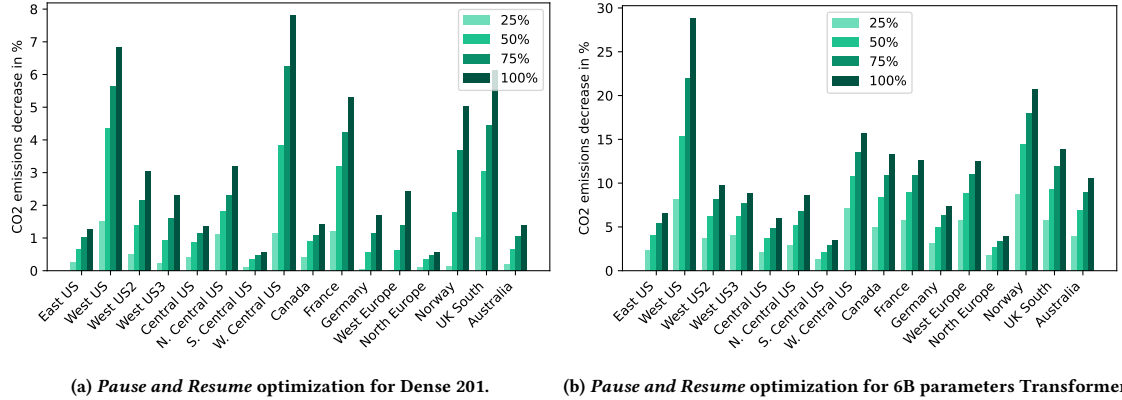 8
7
6
5
4
3
2
1
0
CO2 emissions decrease in %
25%
50%
75%
100%
East US
West US
West US2
West US3
Central US
N. Central US
S. Central US
W. Central US
Canada
France
Germany
West Europe
North Europe
Norway
UK South
Australia
(a) Pause and Resume optimization for Dense 201.
30
25
20
15
10
5
0
CO2 emissions decrease in %
25%
50%
75%
100%
East US
West US
West US2
West US3
Central US
N. Central US
S. Central US
W. Central US
Canada
France
Germany
West Europe
North Europe
Norway
UK South
Australia
(b) Pause and Resume optimization for 6B parameters Transformer